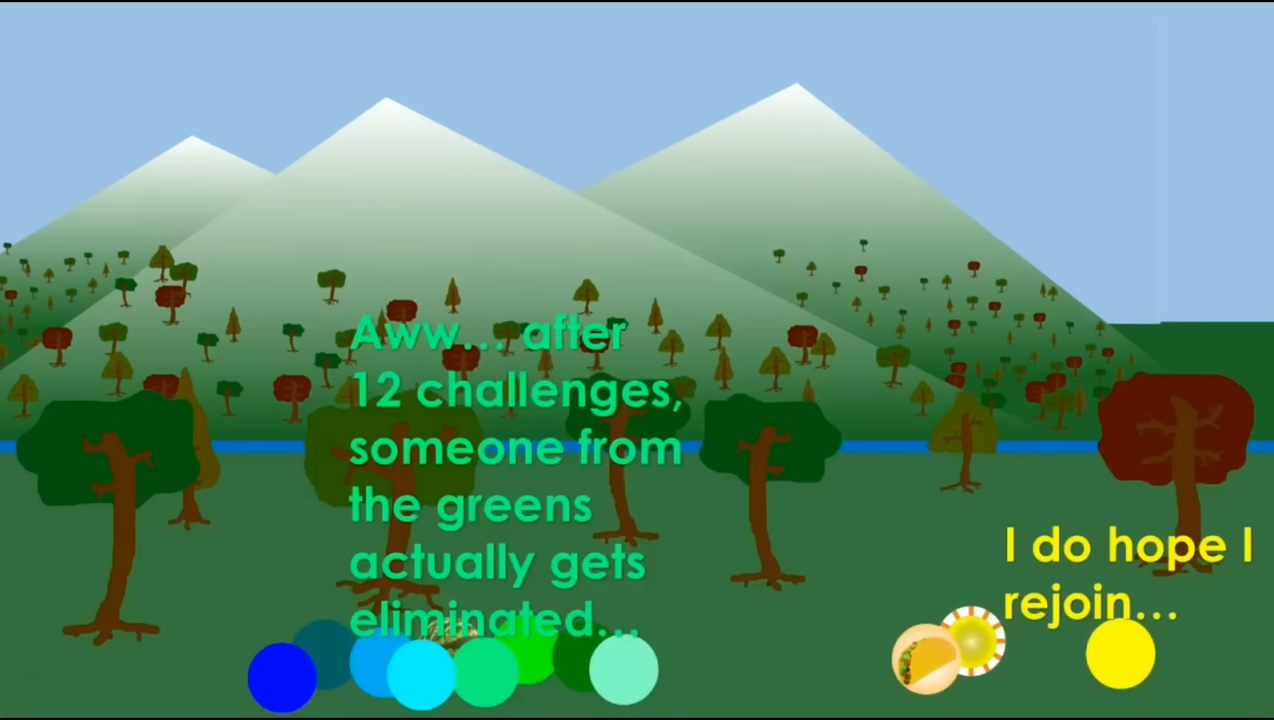 Aww... after
12 challenges,
someone from
the greens
actually gets
eliminated...
I do hope I
rejoin...